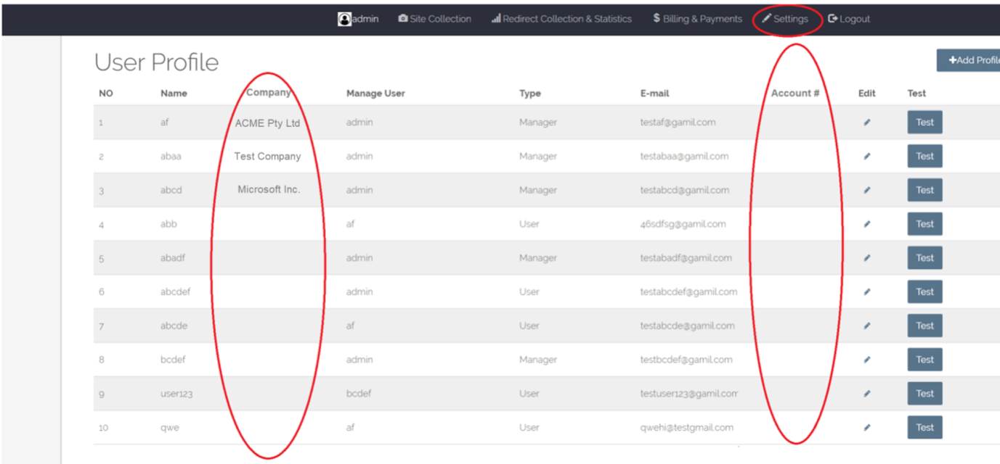 admin Site Collection Redirect Collection & Statistics $ Billing & Payments Settings Logout
User Profile
+Add Profile
NO Name Company Manage User Type E-mail Account # Edit Test
1 af ACME Pty Ltd admin Manager testaf@gamil.com Test
2 abaa Test Company admin Manager testabaa@gamil.com Test
3 abcd Microsoft Inc. admin Manager testabcd@gamil.com Test
4 abb af User 46sdfsg@gamil.com Test
5 abadf admin Manager testabadf@gamil.com Test
6 abcdef admin User testabcdef@gamil.com Test
7 abcde af User testabcde@gamil.com Test
8 bcdef admin Manager testbcdef@gamil.com Test
9 user123 bcdef User testuser123@gamil.com Test
10 qwe af User qwehi@testgmail.com Test